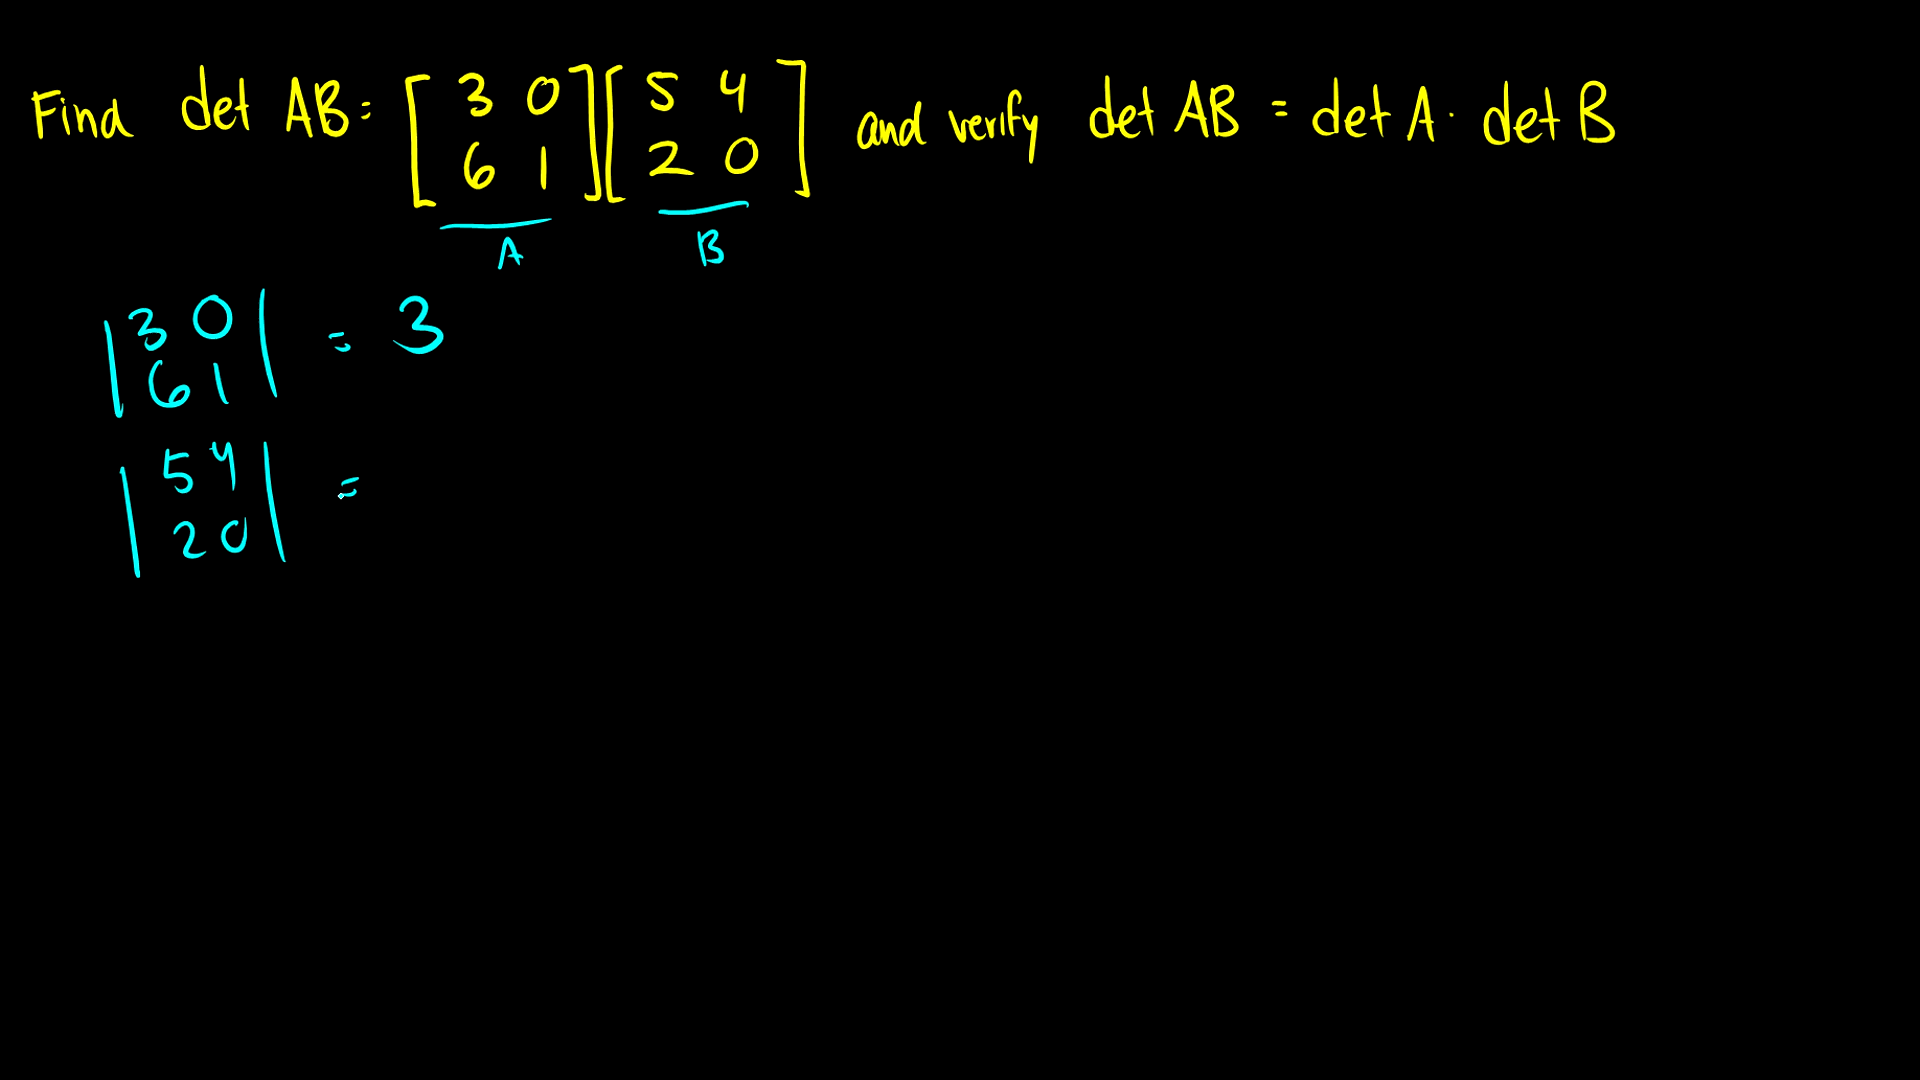 Find det AB = [3 0 [5 4] and verify det AB = det A · det B
6 1] 2 0
A B
|3 0| = 3
6 1
|5 4| =
2 0